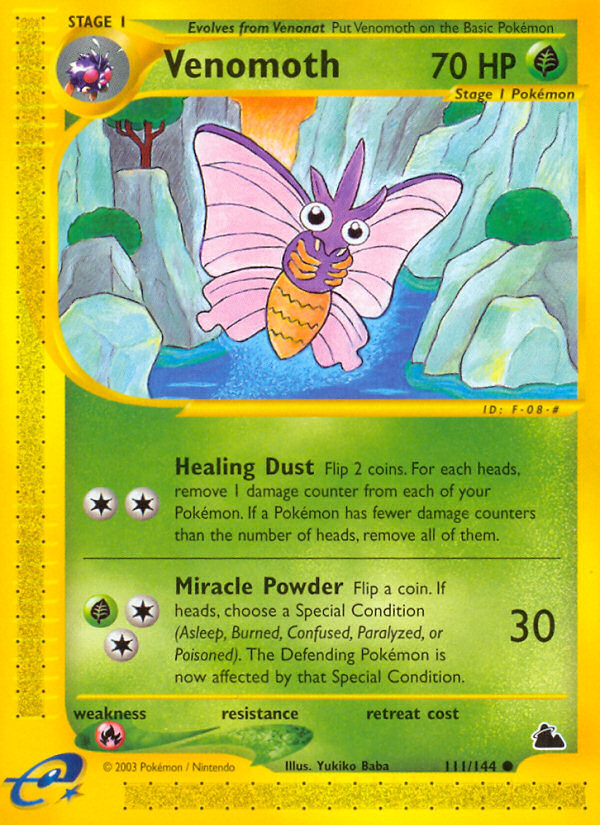 STAGE 1
Evolves from Venonat Put Venomoth on the Basic Pokémon
Venomoth 70 HP
Stage 1 Pokémon
ID: F-08-#
Healing Dust Flip 2 coins. For each heads,
remove 1 damage counter from each of your
Pokémon. If a Pokémon has fewer damage counters
than the number of heads, remove all of them.
Miracle Powder Flip a coin. If
heads, choose a Special Condition
(Asleep, Burned, Confused, Paralyzed, or
Poisoned). The Defending Pokémon is
now affected by that Special Condition.
30
weakness resistance retreat cost
© 2003 Pokémon / Nintendo Illus. Yukiko Baba 111/144
e